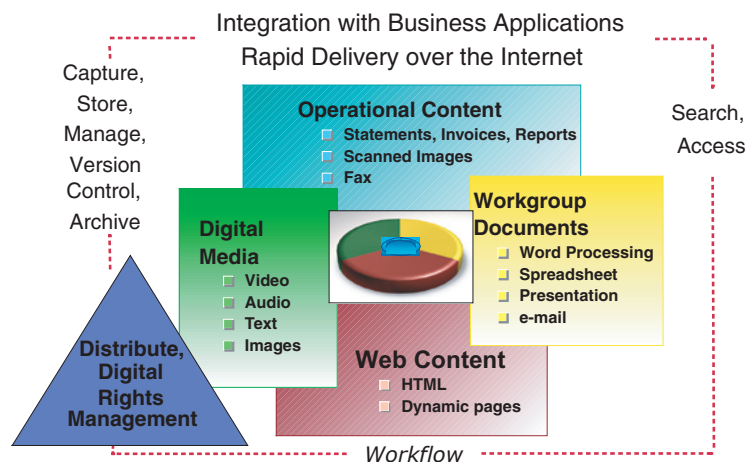 Integration with Business Applications
Rapid Delivery over the Internet
Capture,
Store,
Manage,
Version
Control,
Archive
Search,
Access
Operational Content
Statements, Invoices, Reports
Scanned Images
Fax
Digital
Media
Video
Audio
Text
Images
Workgroup
Documents
Word Processing
Spreadsheet
Presentation
e-mail
Web Content
HTML
Dynamic pages
Distribute,
Digital
Rights
Management
Workflow